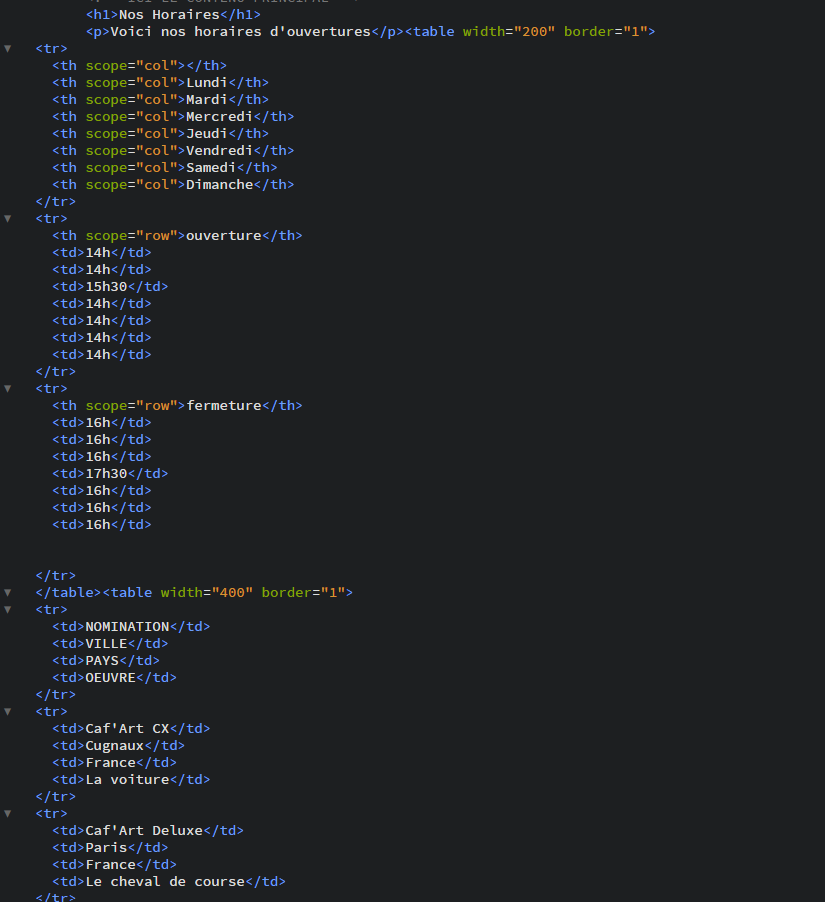 <h1>Nos Horaires</h1>
<p>Voici nos horaires d'ouvertures</p><table width="200" border="1">
<tr>
<th scope="col"></th>
<th scope="col">Lundi</th>
<th scope="col">Mardi</th>
<th scope="col">Mercredi</th>
<th scope="col">Jeudi</th>
<th scope="col">Vendredi</th>
<th scope="col">Samedi</th>
<th scope="col">Dimanche</th>
</tr>
<tr>
<th scope="row">ouverture</th>
<td>14h</td>
<td>14h</td>
<td>15h30</td>
<td>14h</td>
<td>14h</td>
<td>14h</td>
<td>14h</td>
</tr>
<tr>
<th scope="row">fermeture</th>
<td>16h</td>
<td>16h</td>
<td>16h</td>
<td>17h30</td>
<td>16h</td>
<td>16h</td>
<td>16h</td>
</tr>
</table><table width="400" border="1">
<tr>
<td>NOMINATION</td>
<td>VILLE</td>
<td>PAYS</td>
<td>OEUVRE</td>
</tr>
<tr>
<td>Caf'Art CX</td>
<td>Cugnaux</td>
<td>France</td>
<td>La voiture</td>
</tr>
<tr>
<td>Caf'Art Deluxe</td>
<td>Paris</td>
<td>France</td>
<td>Le cheval de course</td>
</tr>